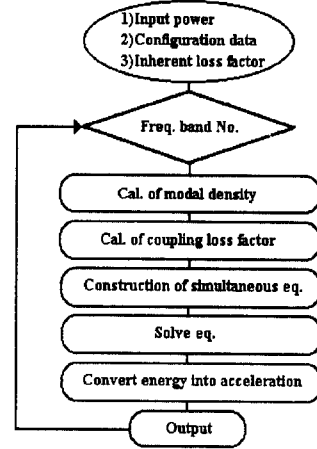 1)Input power
2)Configuration data
3)Inherent loss factor
Freq. band No.
Cal. of modal density
Cal. of coupling loss factor
Construction of simultaneous eq.
Solve eq.
Convert energy into acceleration
Output